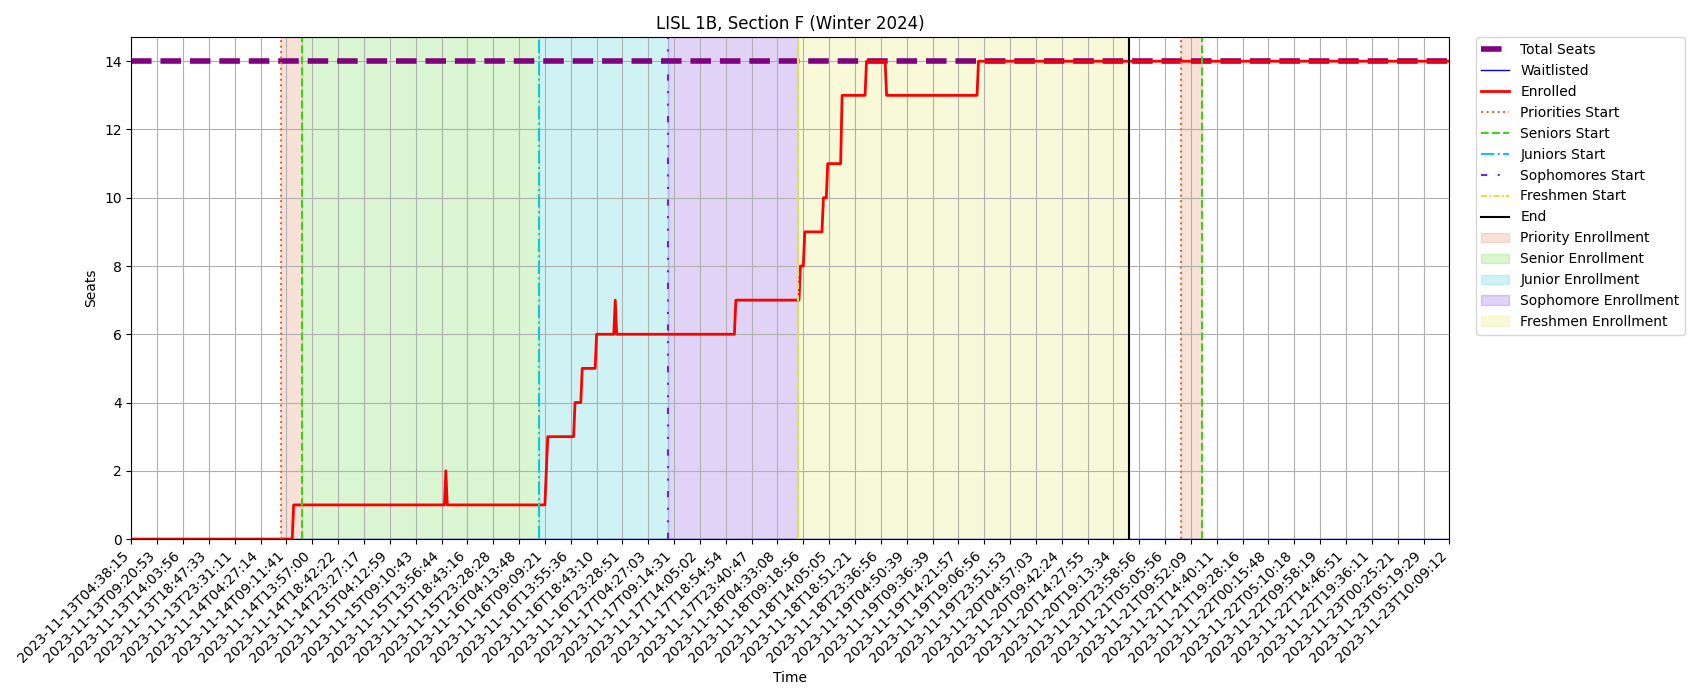 LISL 1B, Section F (Winter 2024)
Seats
14
12
10
8
6
4
2
0
2023-11-13T04:38:15
2023-11-13T09:20:53
2023-11-13T14:03:56
2023-11-13T18:47:33
2023-11-13T23:31:11
2023-11-14T04:27:14
2023-11-14T09:11:41
2023-11-14T13:57:00
2023-11-14T18:42:22
2023-11-14T23:27:17
2023-11-15T04:12:59
2023-11-15T09:10:43
2023-11-15T13:56:44
2023-11-15T18:43:16
2023-11-15T23:28:28
2023-11-16T04:13:48
2023-11-16T09:09:21
2023-11-16T13:55:36
2023-11-16T18:43:10
2023-11-16T23:28:51
2023-11-17T04:27:03
2023-11-17T09:14:31
2023-11-17T14:05:02
2023-11-17T18:54:54
2023-11-17T23:40:47
2023-11-18T04:33:08
2023-11-18T09:18:56
2023-11-18T14:05:05
2023-11-18T18:51:21
2023-11-18T23:36:56
2023-11-19T04:50:39
2023-11-19T09:36:39
2023-11-19T14:21:57
2023-11-19T19:06:56
2023-11-19T23:51:53
2023-11-20T04:57:03
2023-11-20T09:42:24
2023-11-20T14:27:55
2023-11-20T19:13:34
2023-11-20T23:58:56
2023-11-21T05:05:56
2023-11-21T09:52:09
2023-11-21T14:40:11
2023-11-21T19:28:16
2023-11-22T00:15:48
2023-11-22T05:10:18
2023-11-22T09:58:19
2023-11-22T14:46:51
2023-11-22T19:36:11
2023-11-23T00:25:21
2023-11-23T05:19:29
2023-11-23T10:09:12
Time
Total Seats
Waitlisted
Enrolled
Priorities Start
Seniors Start
Juniors Start
Sophomores Start
Freshmen Start
End
Priority Enrollment
Senior Enrollment
Junior Enrollment
Sophomore Enrollment
Freshmen Enrollment